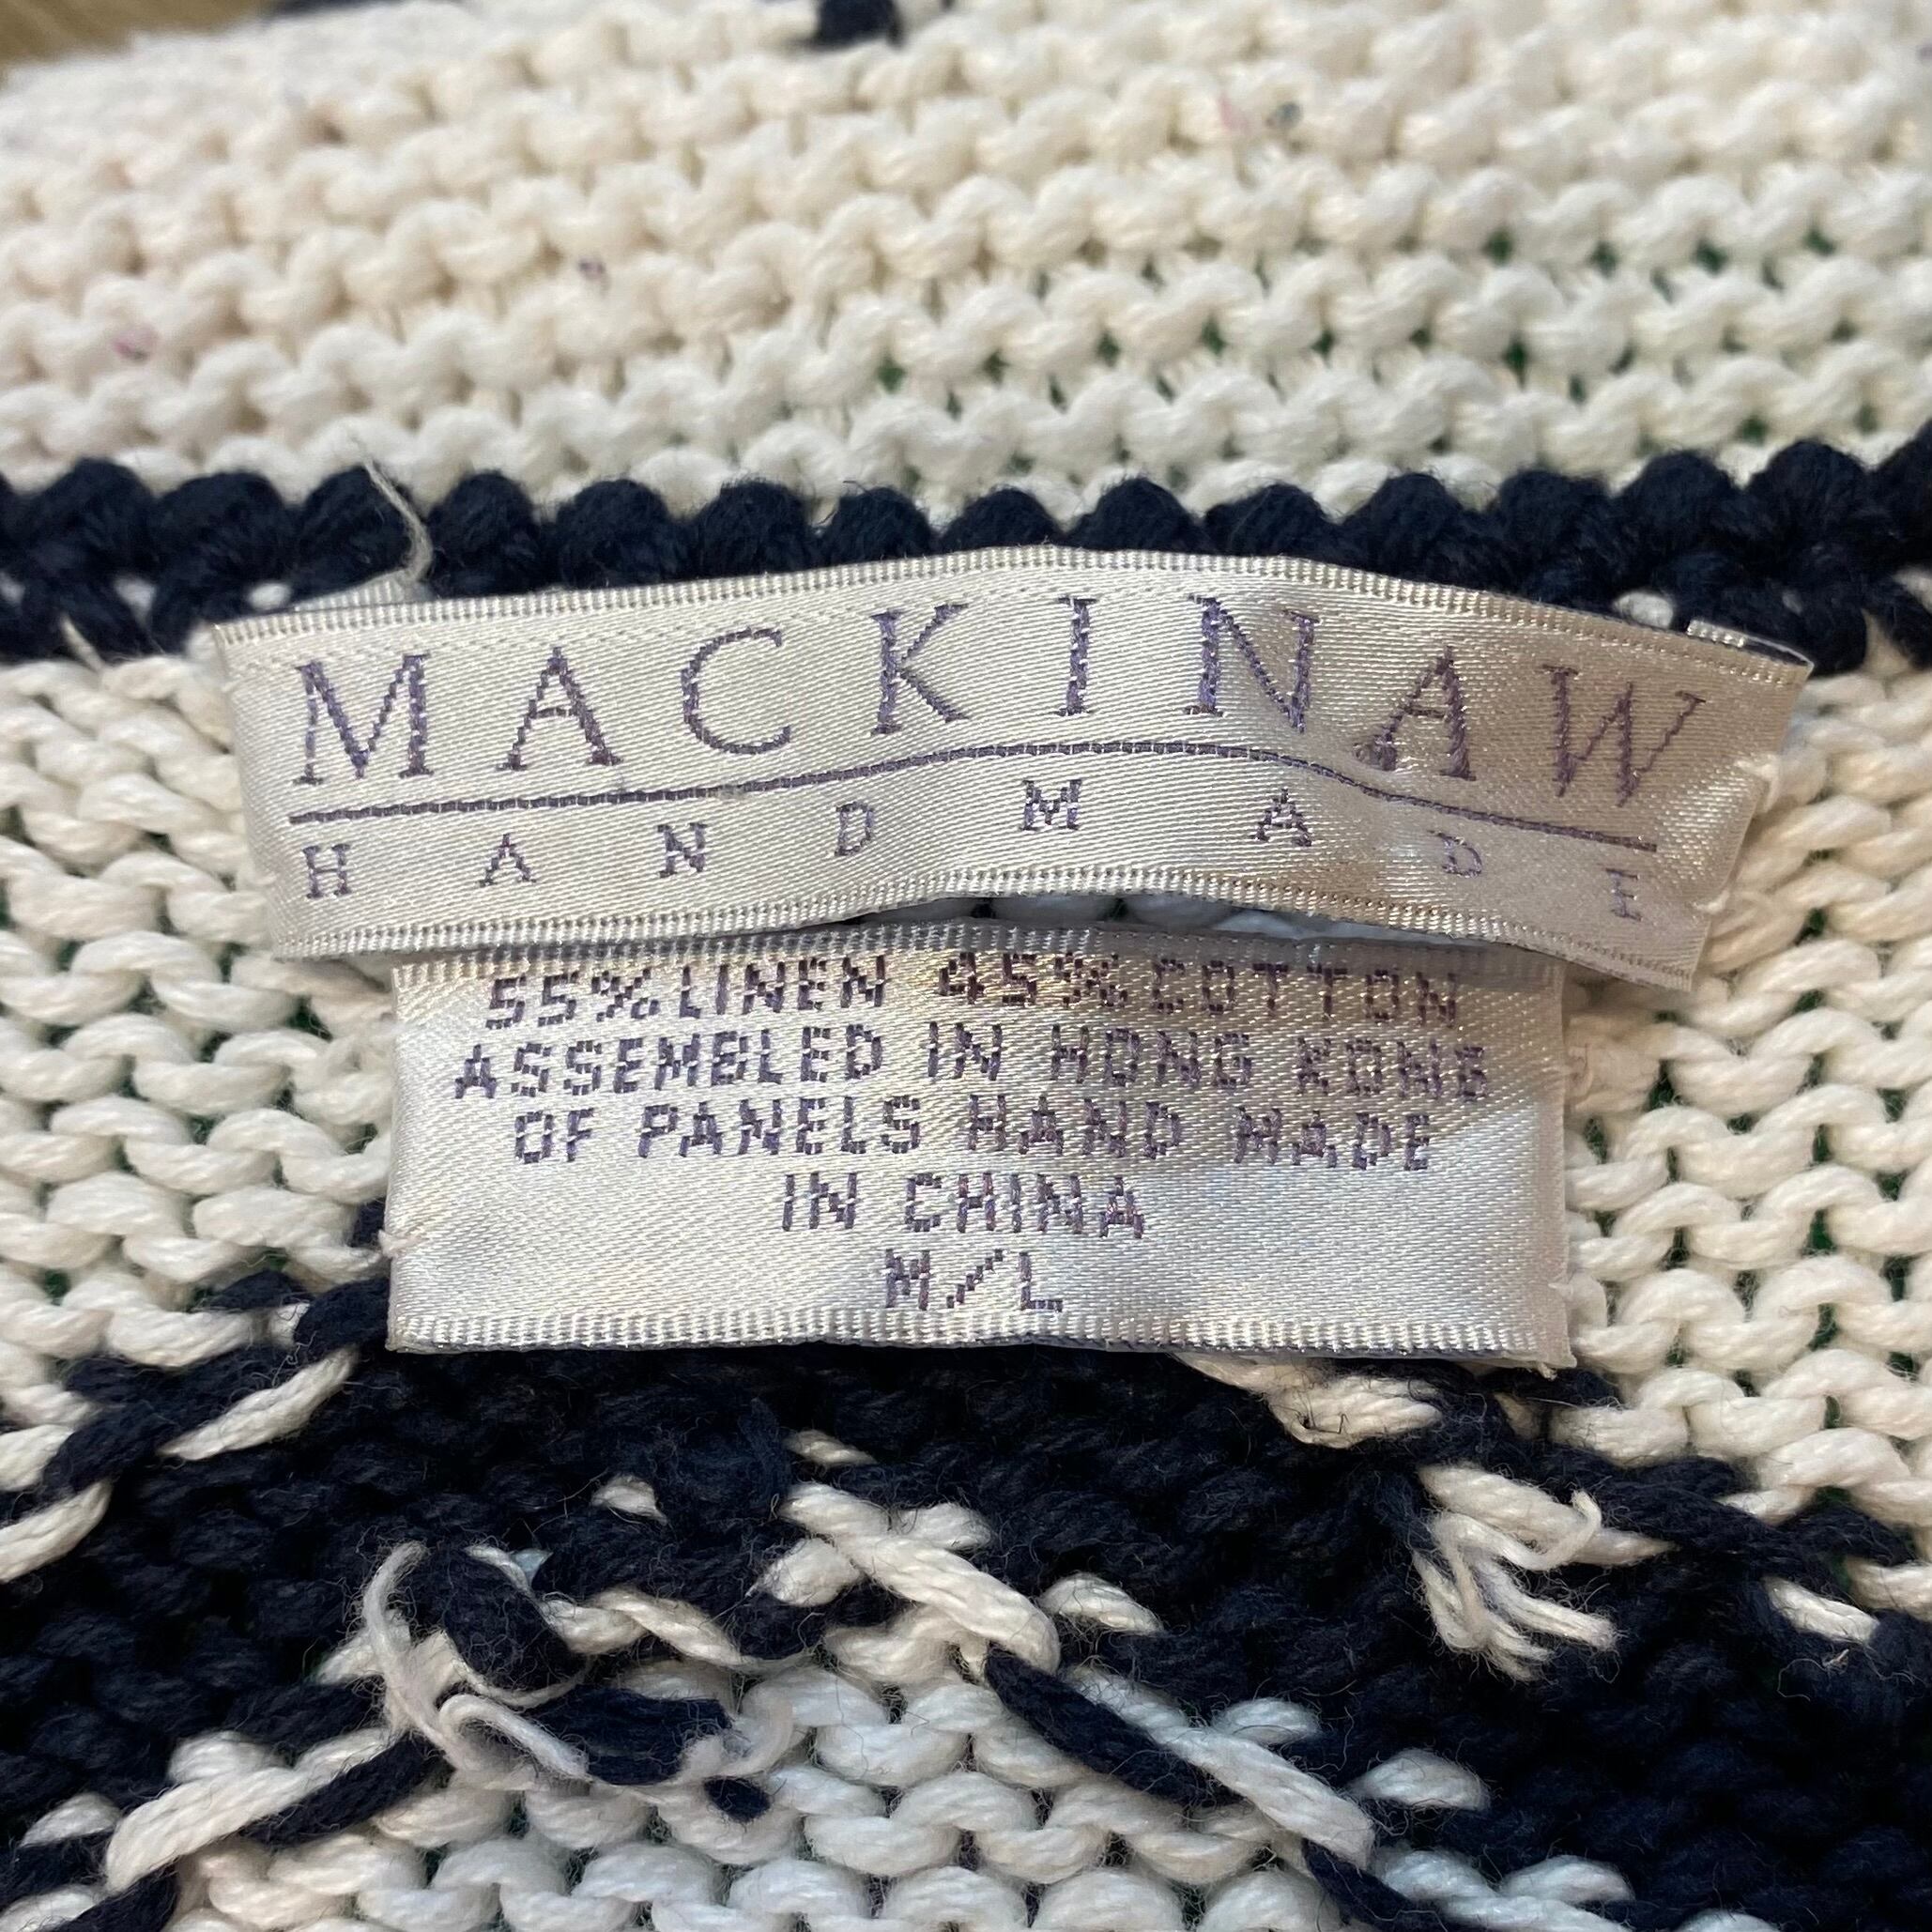 MACKINAW
HANDMADE
55% LINEN 45% COTTON
ASSEMBLED IN HONG KONG
OF PANELS HAND MADE
IN CHINA
M/L